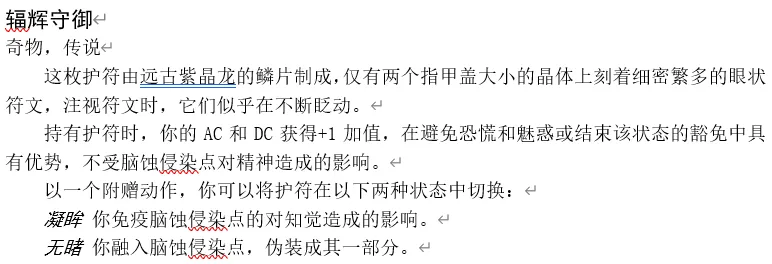 辐辉守御
奇物，传说
这枚护符由远古紫晶龙的鳞片制成，仅有两个指甲盖大小的晶体上刻着细密繁多的眼状
符文，注视符文时，它们似乎在不断眨动。
持有护符时，你的 AC 和 DC 获得+1 加值，在避免恐慌和魅惑或结束该状态的豁免中具
有优势，不受脑蚀侵染点对精神造成的影响。
以一个附赠动作，你可以将护符在以下两种状态中切换：
凝眸 你免疫脑蚀侵染点的对知觉造成的影响。
无睹 你融入脑蚀侵染点，伪装成其一部分。